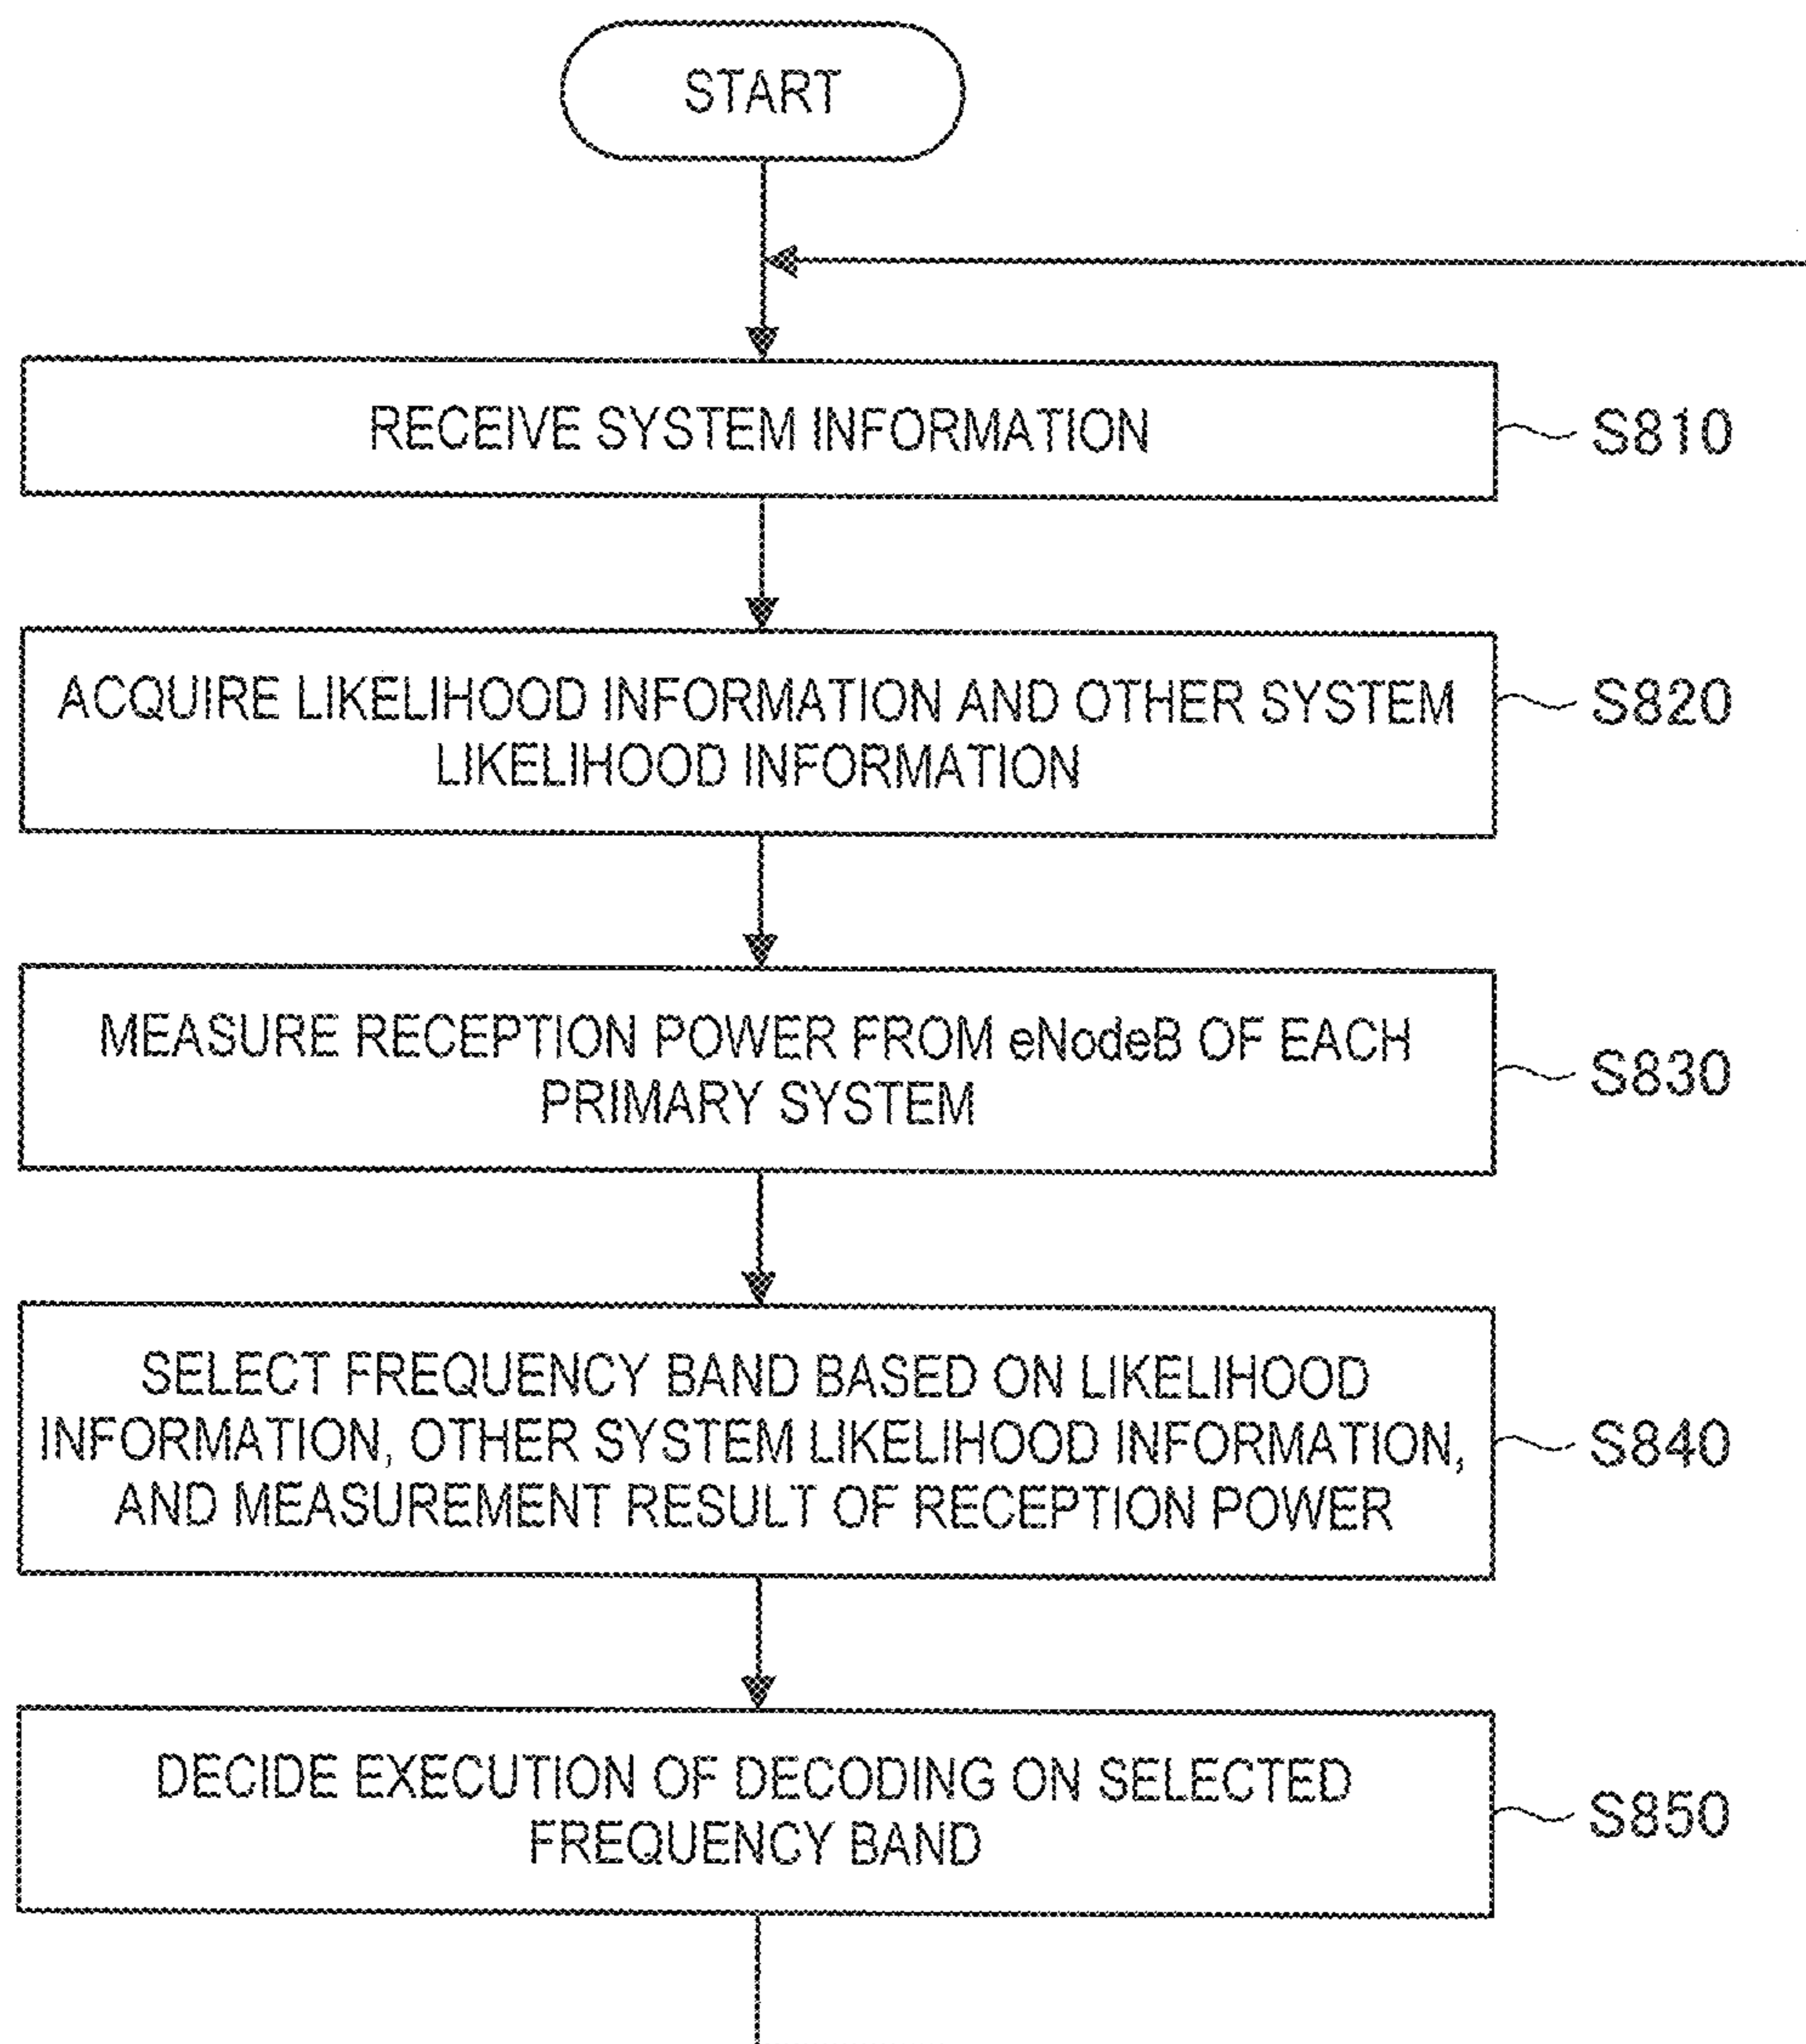 START
RECEIVE SYSTEM INFORMATION
S810
ACQUIRE LIKELIHOOD INFORMATION AND OTHER SYSTEM
LIKELIHOOD INFORMATION
S820
MEASURE RECEPTION POWER FROM eNodeB OF EACH
PRIMARY SYSTEM
S830
SELECT FREQUENCY BAND BASED ON LIKELIHOOD
INFORMATION, OTHER SYSTEM LIKELIHOOD INFORMATION,
AND MEASUREMENT RESULT OF RECEPTION POWER
S840
DECIDE EXECUTION OF DECODING ON SELECTED
FREQUENCY BAND
S850